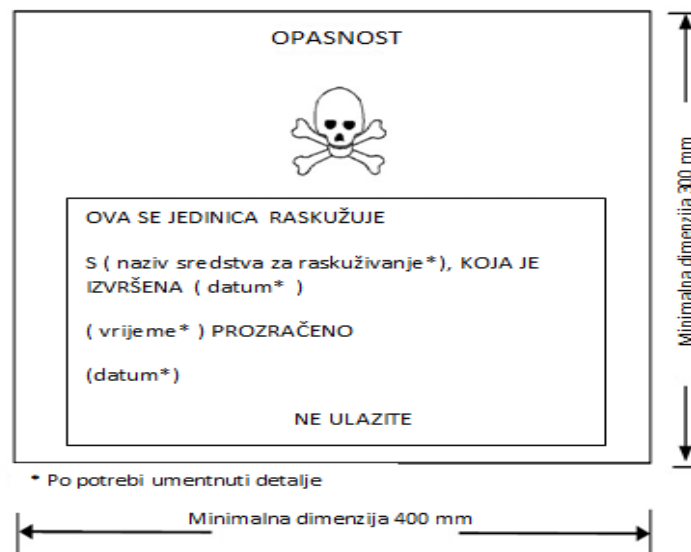 OPASNOST
OVA SE JEDINICA RASKUŽUJE
S ( naziv sredstva za raskuživanje*), KOJA JE
IZVRŠENA ( datum* )
( vrijeme* ) PROZRAČENO
(datum*)
NE ULAZITE
* Po potrebi umentnuti detalje
Minimalna dimenzija 400 mm
Minimalna dimenzija 300 mm